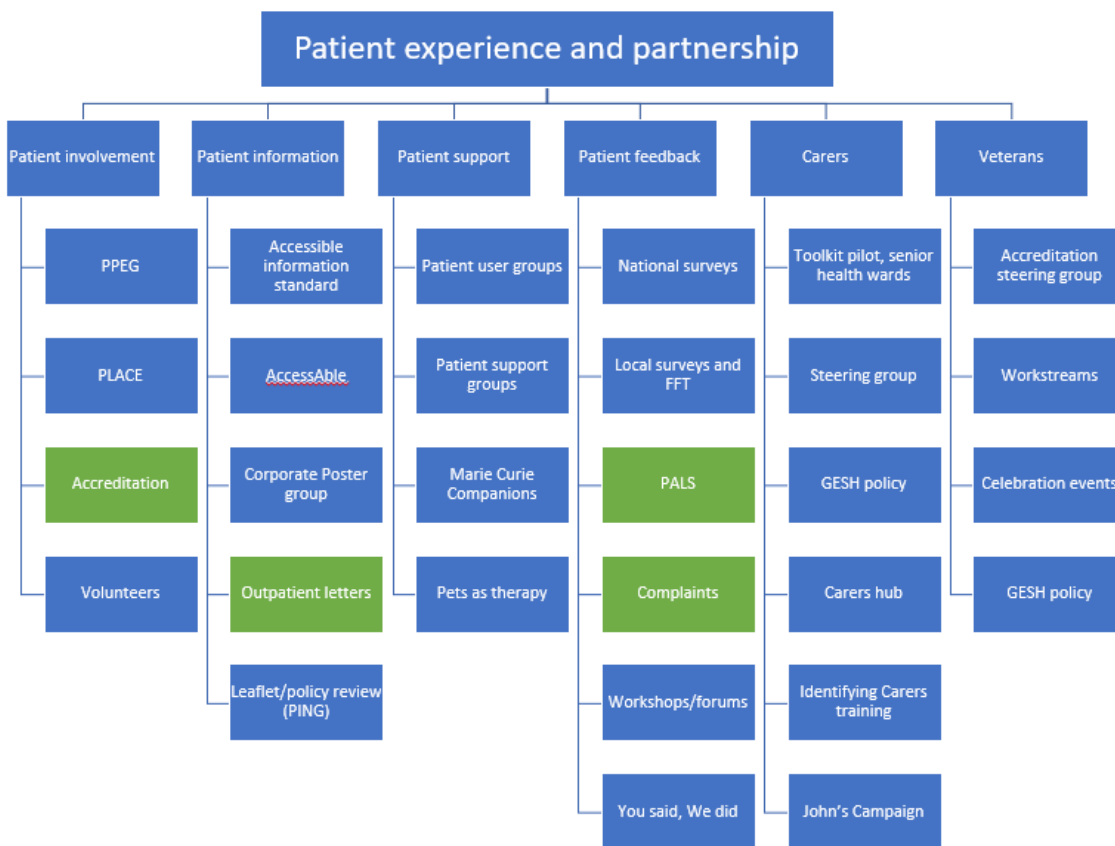 Patient experience and partnership
Patient involvement
Patient information
Patient support
Patient feedback
Carers
Veterans
PPEG
PLACE
Accreditation
Volunteers
Accessible
information
standard
AccessAble
Corporate Poster
group
Outpatient letters
Leaflet/policy review
(PING)
Patient user groups
Patient support
groups
Marie Curie
Companions
Pets as therapy
National surveys
Local surveys and
FFT
PALS
Complaints
Workshops/forums
You said, We did
Toolkit pilot, senior
health wards
Steering group
GESH policy
Carers hub
Identifying Carers
training
John’s Campaign
Accreditation
steering group
Workstreams
Celebration events
GESH policy